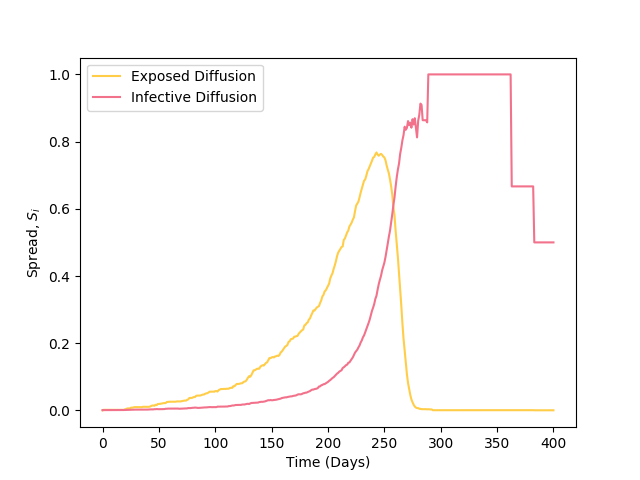 Exposed Diffusion
Infective Diffusion
Spread, S_i
1.0
0.8
0.6
0.4
0.2
0.0
0 50 100 150 200 250 300 350 400
Time (Days)